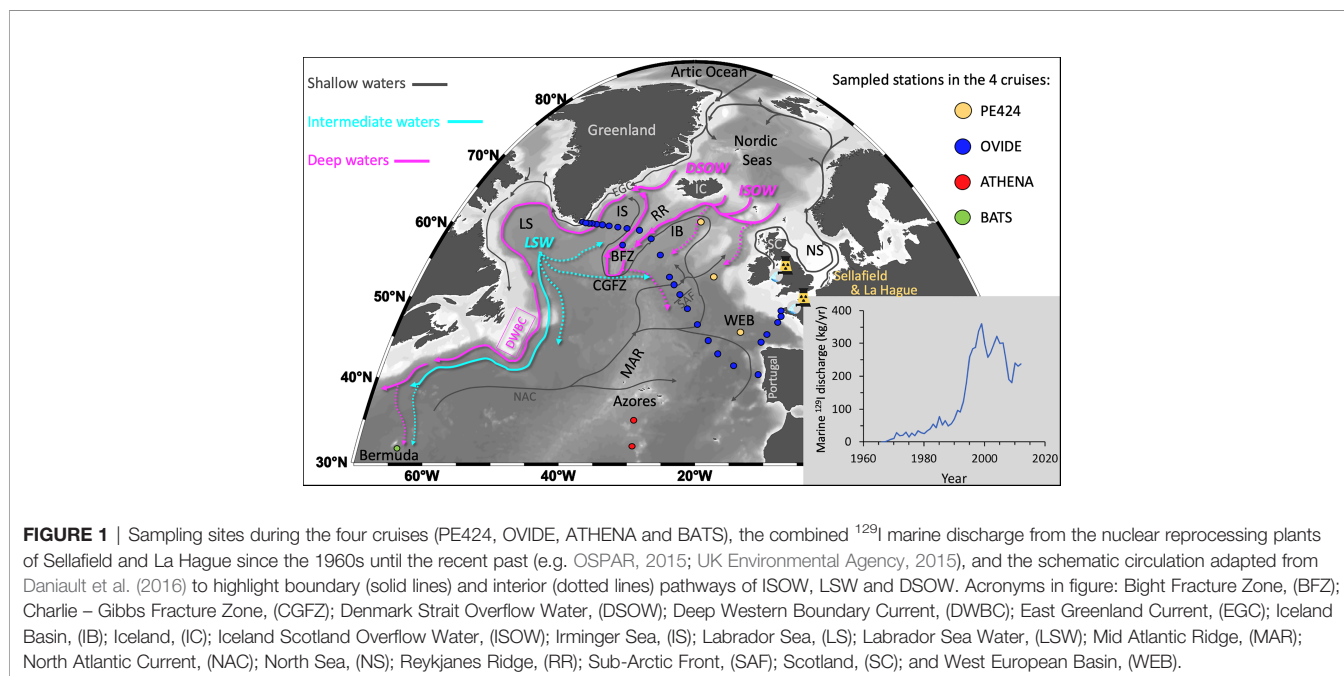 Shallow waters
Intermediate waters
Deep waters
Sampled stations in the 4 cruises:
PE424
OVIDE
ATHENA
BATS
Artic Ocean
80°N
Greenland
Nordic
Seas
70°N
DSOW
EGC
IC
ISOW
60°N
LS
IS
RR
IB
LSW
BFZ
SC
NS
CGFZ
Sellafield
& La Hague
50°N
SAF
DWBC
WEB
MAR
Portugal
40°N
NAC
Azores
Bermuda
30°N
60°W
40°W
20°W
Marine ¹²⁹I discharge (kg/yr)
400
300
200
100
0
1960
1980
2000
2020
Year
FIGURE 1 | Sampling sites during the four cruises (PE424, OVIDE, ATHENA and BATS), the combined ¹²⁹I marine discharge from the nuclear reprocessing plants
of Sellafield and La Hague since the 1960s until the recent past (e.g. OSPAR, 2015; UK Environmental Agency, 2015), and the schematic circulation adapted from
Daniault et al. (2016) to highlight boundary (solid lines) and interior (dotted lines) pathways of ISOW, LSW and DSOW. Acronyms in figure: Bight Fracture Zone, (BFZ);
Charlie – Gibbs Fracture Zone, (CGFZ); Denmark Strait Overflow Water, (DSOW); Deep Western Boundary Current, (DWBC); East Greenland Current, (EGC); Iceland
Basin, (IB); Iceland, (IC); Iceland Scotland Overflow Water, (ISOW); Irminger Sea, (IS); Labrador Sea, (LS); Labrador Sea Water, (LSW); Mid Atlantic Ridge, (MAR);
North Atlantic Current, (NAC); North Sea, (NS); Reykjanes Ridge, (RR); Sub-Arctic Front, (SAF); Scotland, (SC); and West European Basin, (WEB).